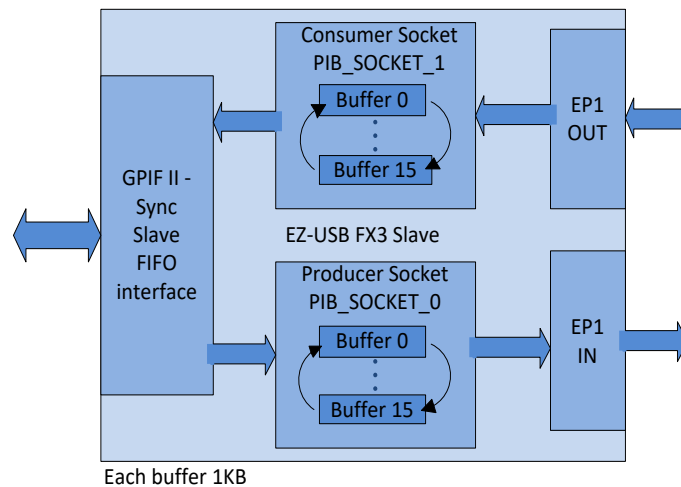 Consumer Socket
PIB_SOCKET_1
Buffer 0
Buffer 15
EP1
OUT
GPIF II -
Sync
Slave
FIFO
interface
EZ-USB FX3 Slave
Producer Socket
PIB_SOCKET_0
Buffer 0
Buffer 15
EP1
IN
Each buffer 1KB